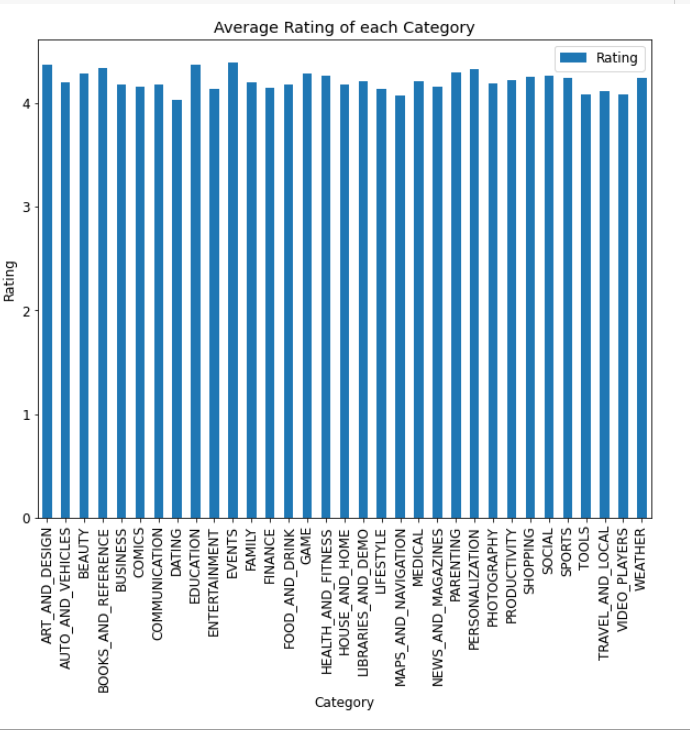 Average Rating of each Category
Rating
4
3
2
1
0
Rating
ART_AND_DESIGN
AUTO_AND_VEHICLES
BEAUTY
BOOKS_AND_REFERENCE
BUSINESS
COMICS
COMMUNICATION
DATING
EDUCATION
ENTERTAINMENT
EVENTS
FAMILY
FINANCE
FOOD_AND_DRINK
GAME
HEALTH_AND_FITNESS
HOUSE_AND_HOME
LIBRARIES_AND_DEMO
LIFESTYLE
MAPS_AND_NAVIGATION
MEDICAL
NEWS_AND_MAGAZINES
PARENTING
PERSONALIZATION
PHOTOGRAPHY
PRODUCTIVITY
SHOPPING
SOCIAL
SPORTS
TOOLS
TRAVEL_AND_LOCAL
VIDEO_PLAYERS
WEATHER
Category